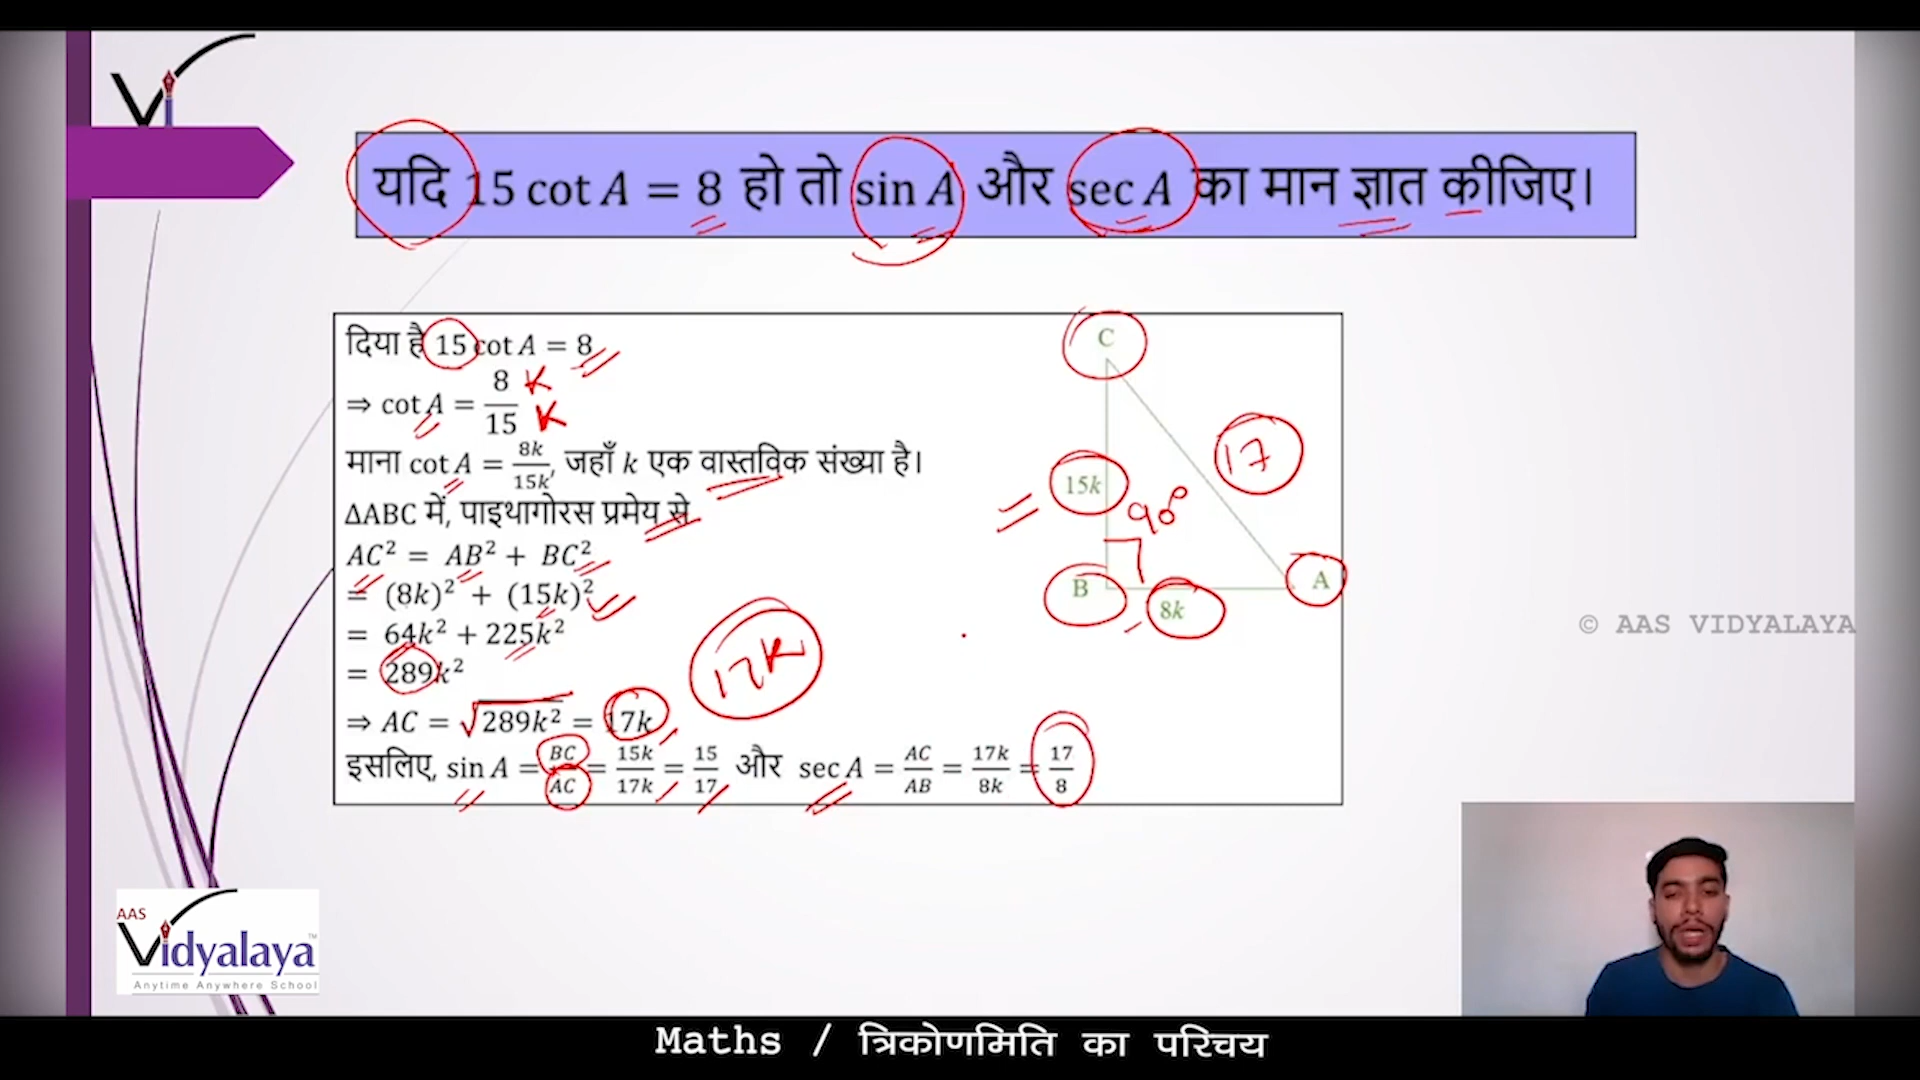 Vi
यदि 15 cot A = 8 हो तो sin A और sec A का मान ज्ञात कीजिए।
दिया है 15 cot A = 8
⇒ cot A = 8/15 K K
माना cot A = 8k/15k, जहाँ k एक वास्तविक संख्या है।
ΔABC में, पाइथागोरस प्रमेय से
AC² = AB² + BC²
= (8k)² + (15k)²
= 64k² + 225k²
= 289k²
⇒ AC = √289k² = 17k
इसलिए, sin A = BC/AC = 15k/17k = 15/17 और sec A = AC/AB = 17k/8k = 17/8
17K
C
17
15k
90°
B
8k
A
© AAS VIDYALAYA
AAS
Vidyalaya™
Anytime Anywhere School
Maths / त्रिकोणमिति का परिचय